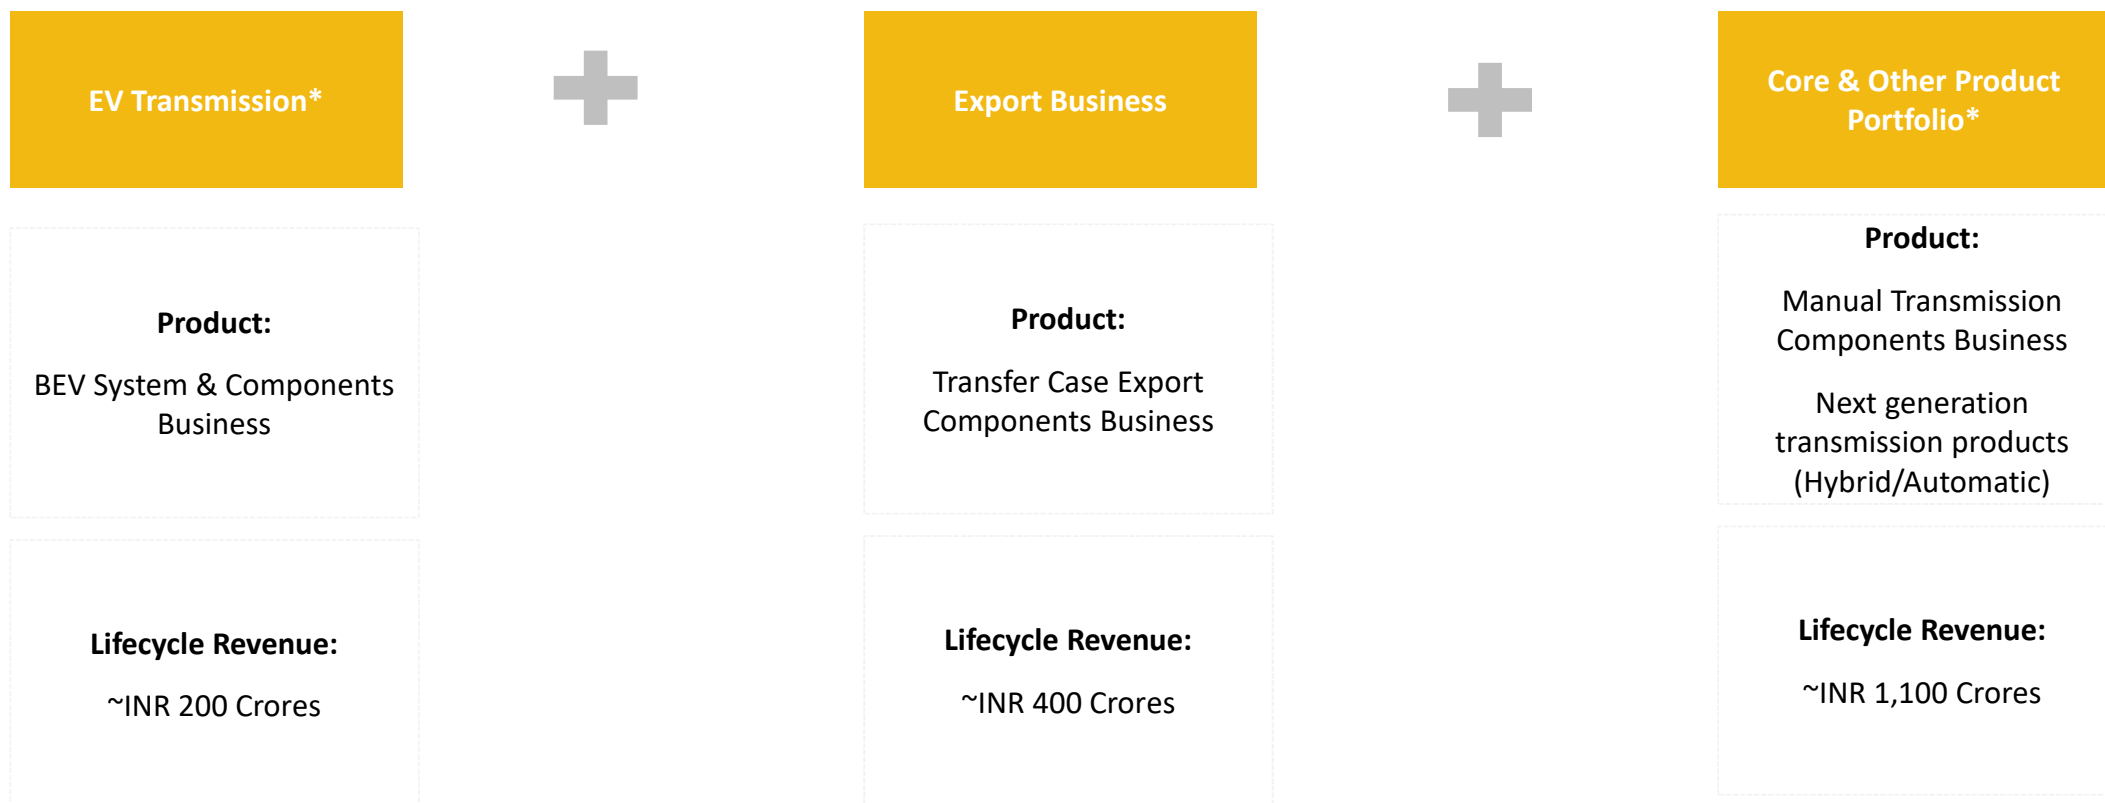 EV Transmission*
Export Business
Core & Other Product
Portfolio*
Product:
BEV System & Components
Business
Product:
Transfer Case Export
Components Business
Product:
Manual Transmission
Components Business
Next generation
transmission products
(Hybrid/Automatic)
Lifecycle Revenue:
~INR 200 Crores
Lifecycle Revenue:
~INR 400 Crores
Lifecycle Revenue:
~INR 1,100 Crores